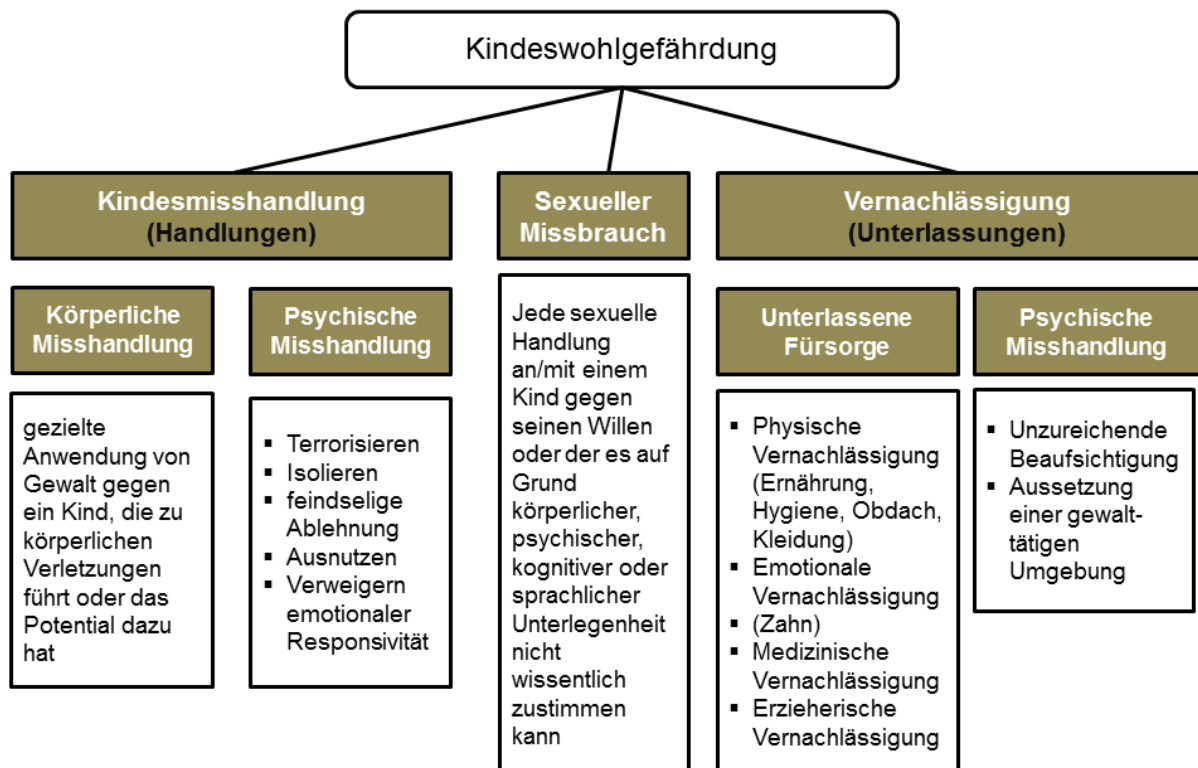 Kindeswohlgefährdung
Kindesmisshandlung
(Handlungen)
Sexueller
Missbrauch
Vernachlässigung
(Unterlassungen)
Körperliche
Misshandlung
gezielte
Anwendung von
Gewalt gegen
ein Kind, die zu
körperlichen
Verletzungen
führt oder das
Potential dazu
hat
Psychische
Misshandlung
▪ Terrorisieren
▪ Isolieren
▪ feindselige
Ablehnung
▪ Ausnutzen
▪ Verweigern
emotionaler
Responsivität
Jede sexuelle
Handlung
an/mit einem
Kind gegen
seinen Willen
oder der es auf
Grund
körperlicher,
psychischer,
kognitiver oder
sprachlicher
Unterlegenheit
nicht
wissentlich
zustimmen
kann
Unterlassene
Fürsorge
▪ Physische
Vernachlässigung
(Ernährung,
Hygiene, Obdach,
Kleidung)
▪ Emotionale
Vernachlässigung
▪ (Zahn)
▪ Medizinische
Vernachlässigung
▪ Erzieherische
Vernachlässigung
Psychische
Misshandlung
▪ Unzureichende
Beaufsichtigung
▪ Aussetzung
einer gewalt-
tätigen
Umgebung